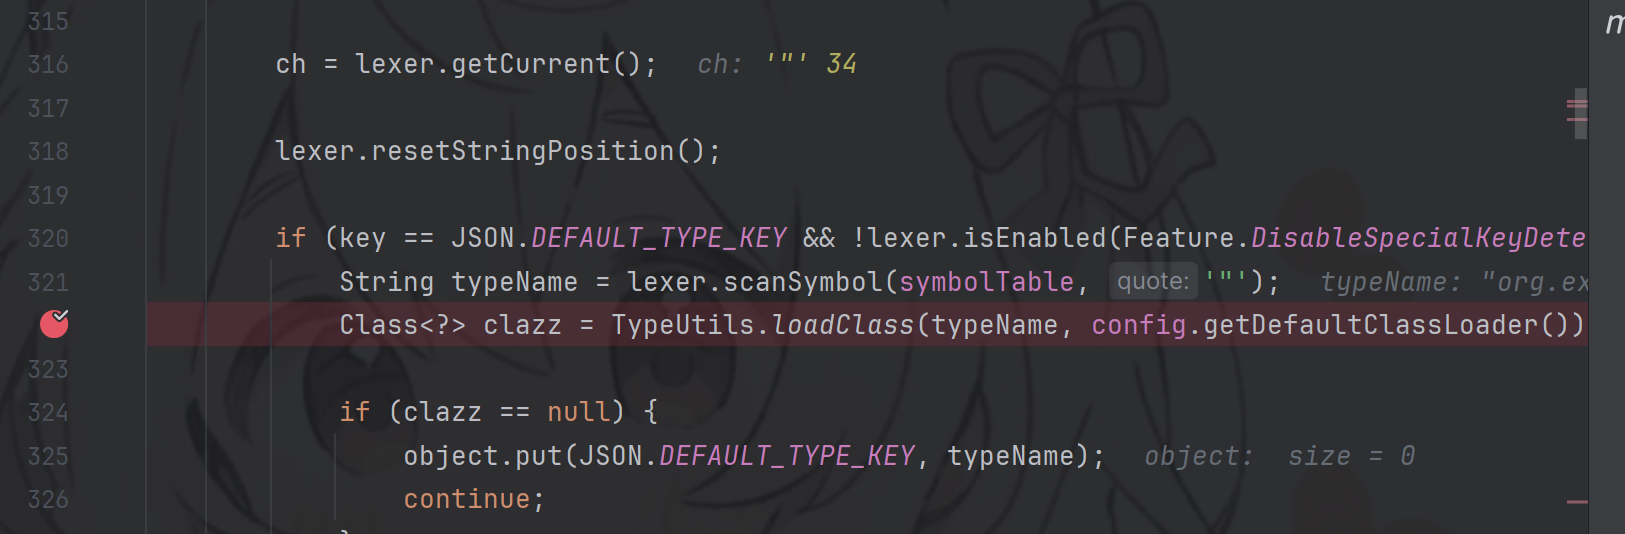 315
316 ch = lexer.getCurrent(); ch: '"' 34
317
318 lexer.resetStringPosition();
319
320 if (key == JSON.DEFAULT_TYPE_KEY && !lexer.isEnabled(Feature.DisableSpecialKeyDete
321 String typeName = lexer.scanSymbol(symbolTable, quote: '"'); typeName: "org.ex
Class<?> clazz = TypeUtils.loadClass(typeName, config.getDefaultClassLoader())
323
324 if (clazz == null) {
325 object.put(JSON.DEFAULT_TYPE_KEY, typeName); object: size = 0
326 continue;